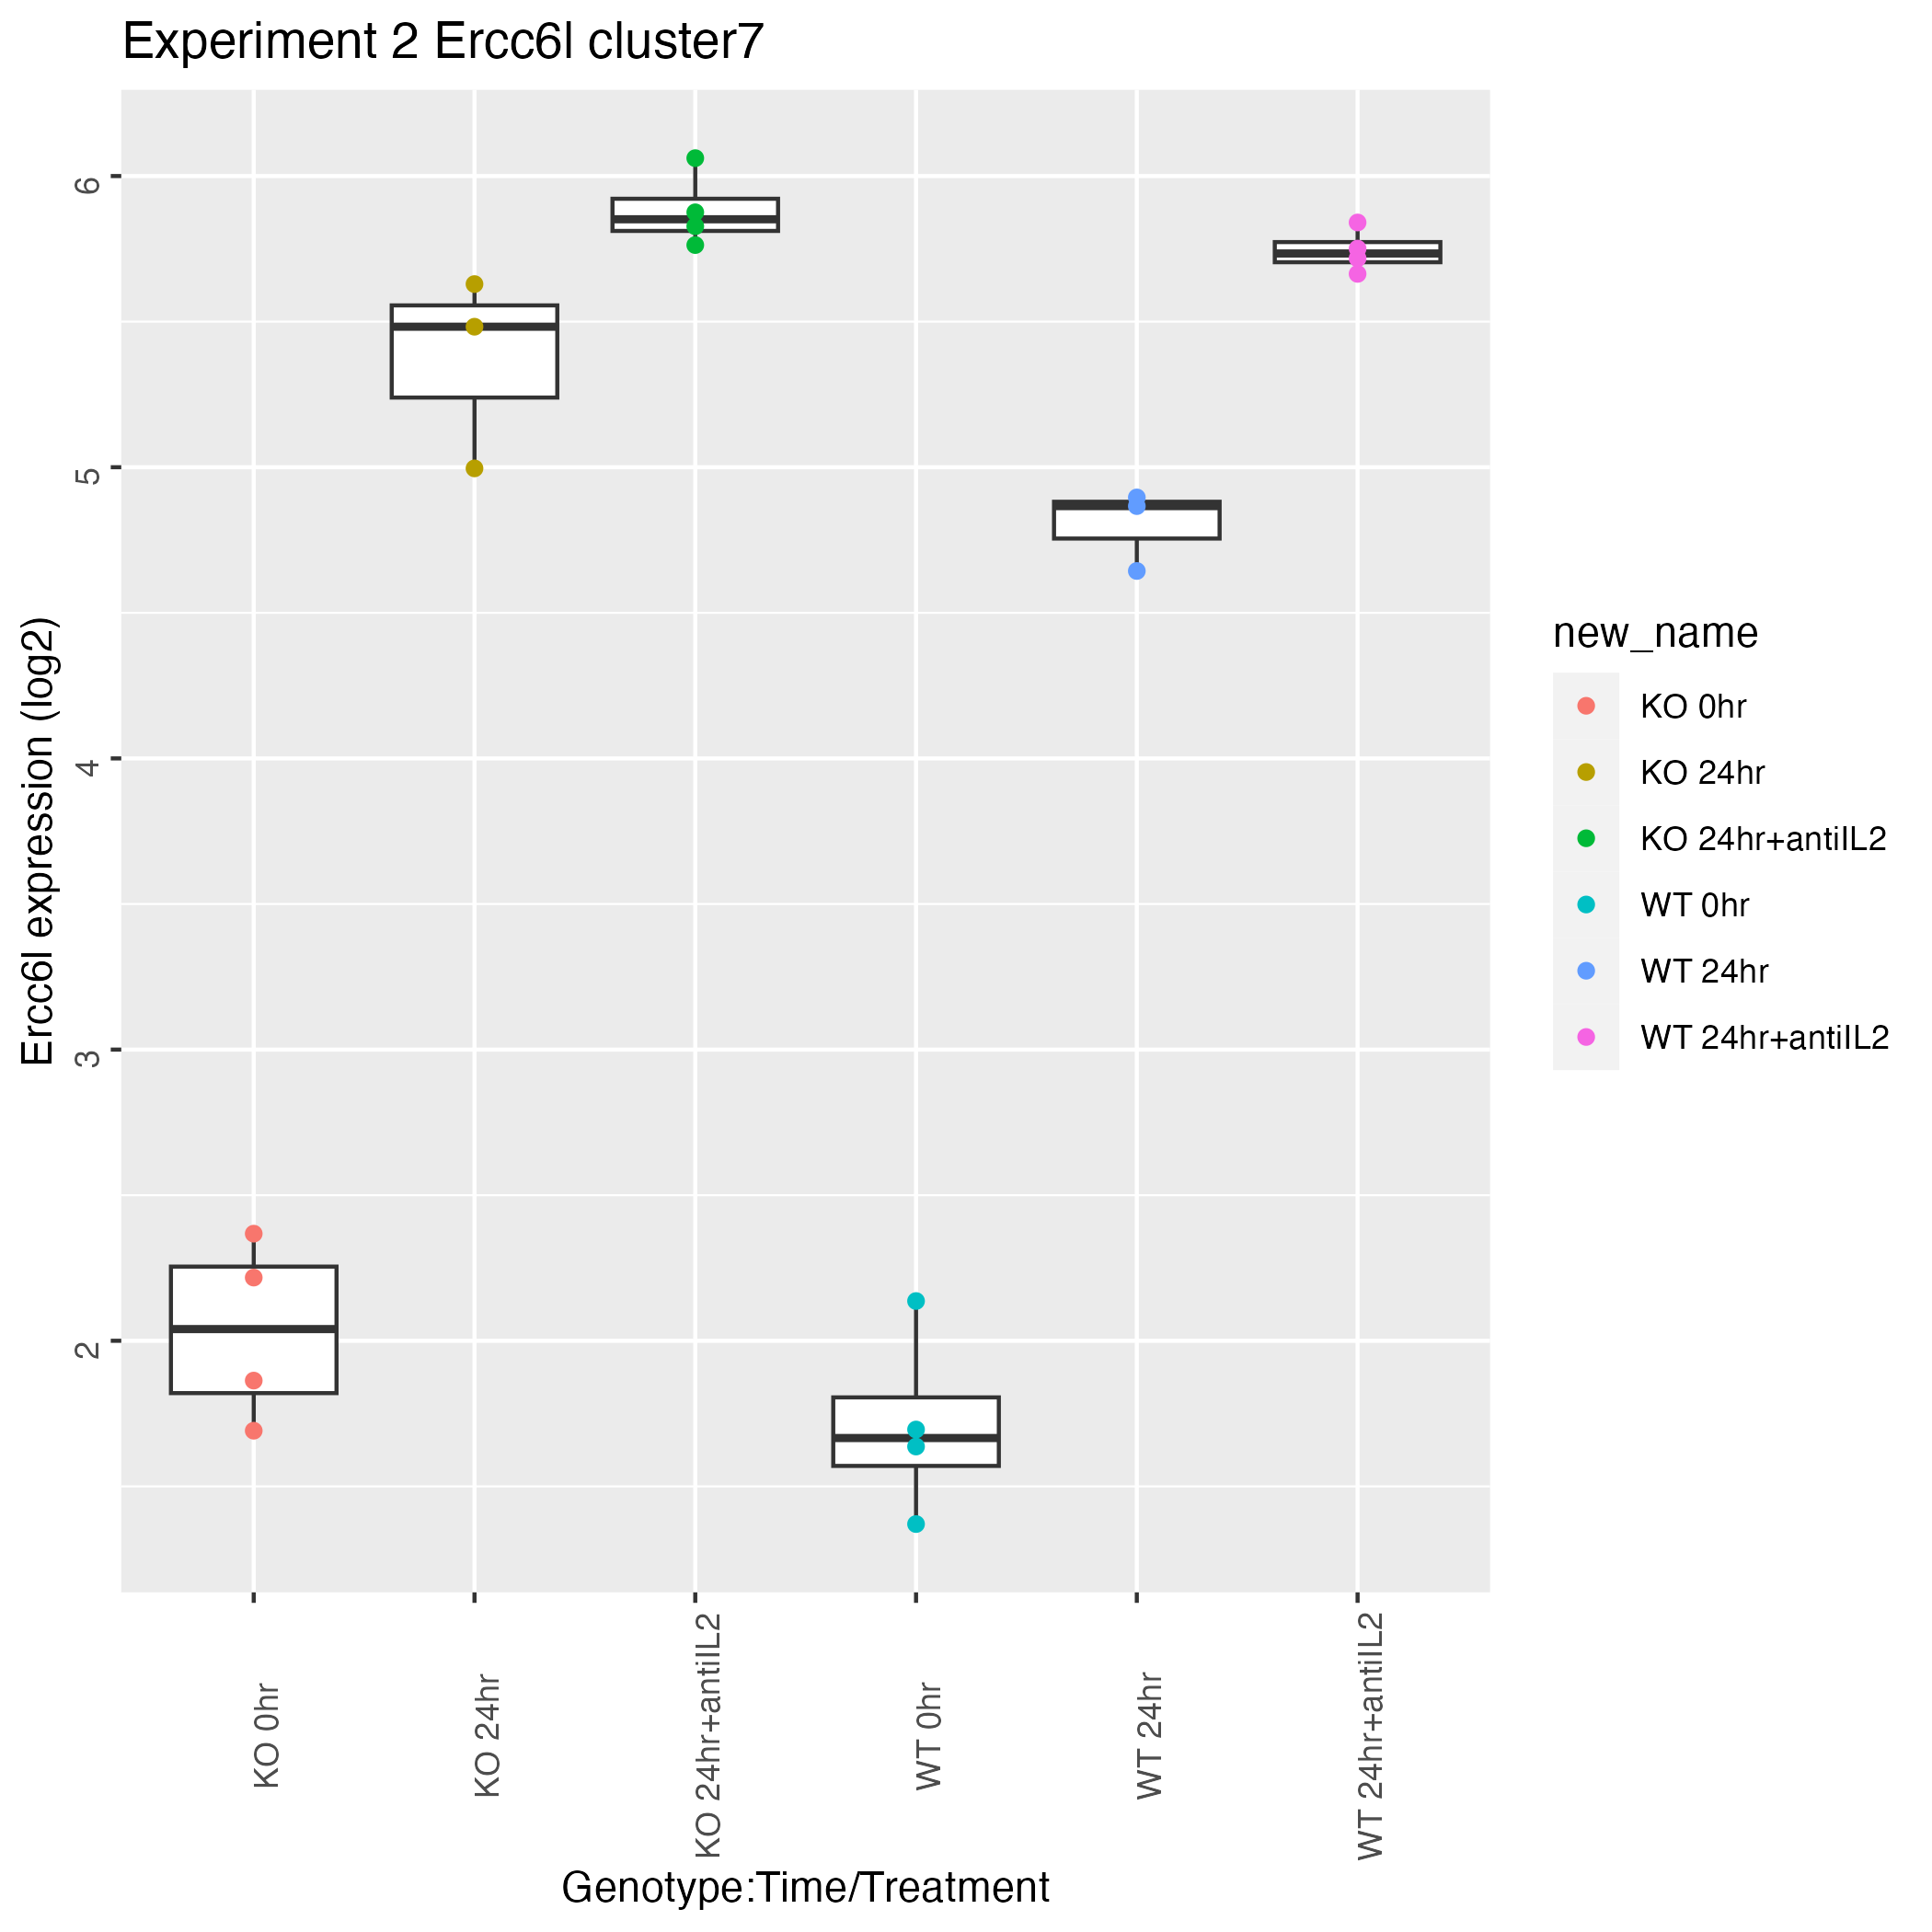 Experiment 2 Ercc6l cluster7
Ercc6l expression (log2)
6
5
4
3
2
KO 0hr
KO 24hr
KO 24hr+antiIL2
WT 0hr
WT 24hr
WT 24hr+antiIL2
Genotype:Time/Treatment
new_name
KO 0hr
KO 24hr
KO 24hr+antiIL2
WT 0hr
WT 24hr
WT 24hr+antiIL2